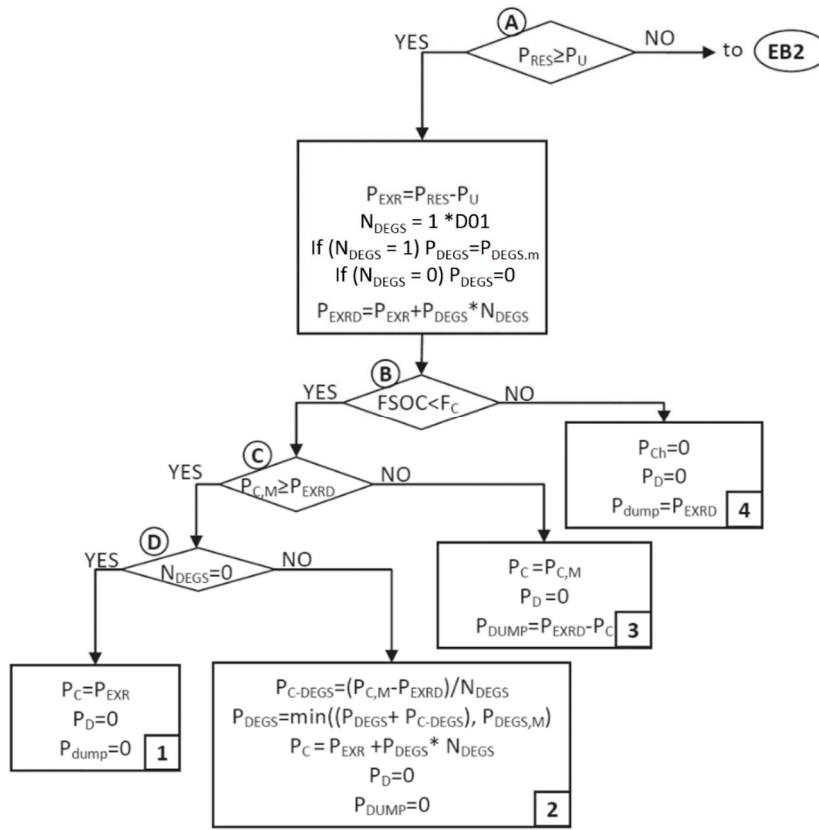 A
YES
P_RES≥P_U
NO
to EB2
P_EXR=P_RES-P_U
N_DEGS = 1 *D01
If (N_DEGS = 1) P_DEGS=P_DEGS,m
If (N_DEGS = 0) P_DEGS=0
P_EXRD=P_EXR+P_DEGS*N_DEGS
B
YES
FSOC<F_C
NO
P_Ch=0
P_D=0
P_dump=P_EXRD
4
C
YES
P_C,M≥P_EXRD
NO
P_C=P_C,M
P_D=0
P_DUMP=P_EXRD-P_C
3
D
YES
N_DEGS=0
NO
P_C=P_EXR
P_D=0
P_dump=0
1
P_C-DEGS=(P_C,M-P_EXRD)/N_DEGS
P_DEGS=min((P_DEGS+ P_C-DEGS), P_DEGS,M)
P_C = P_EXR +P_DEGS* N_DEGS
P_D=0
P_DUMP=0
2